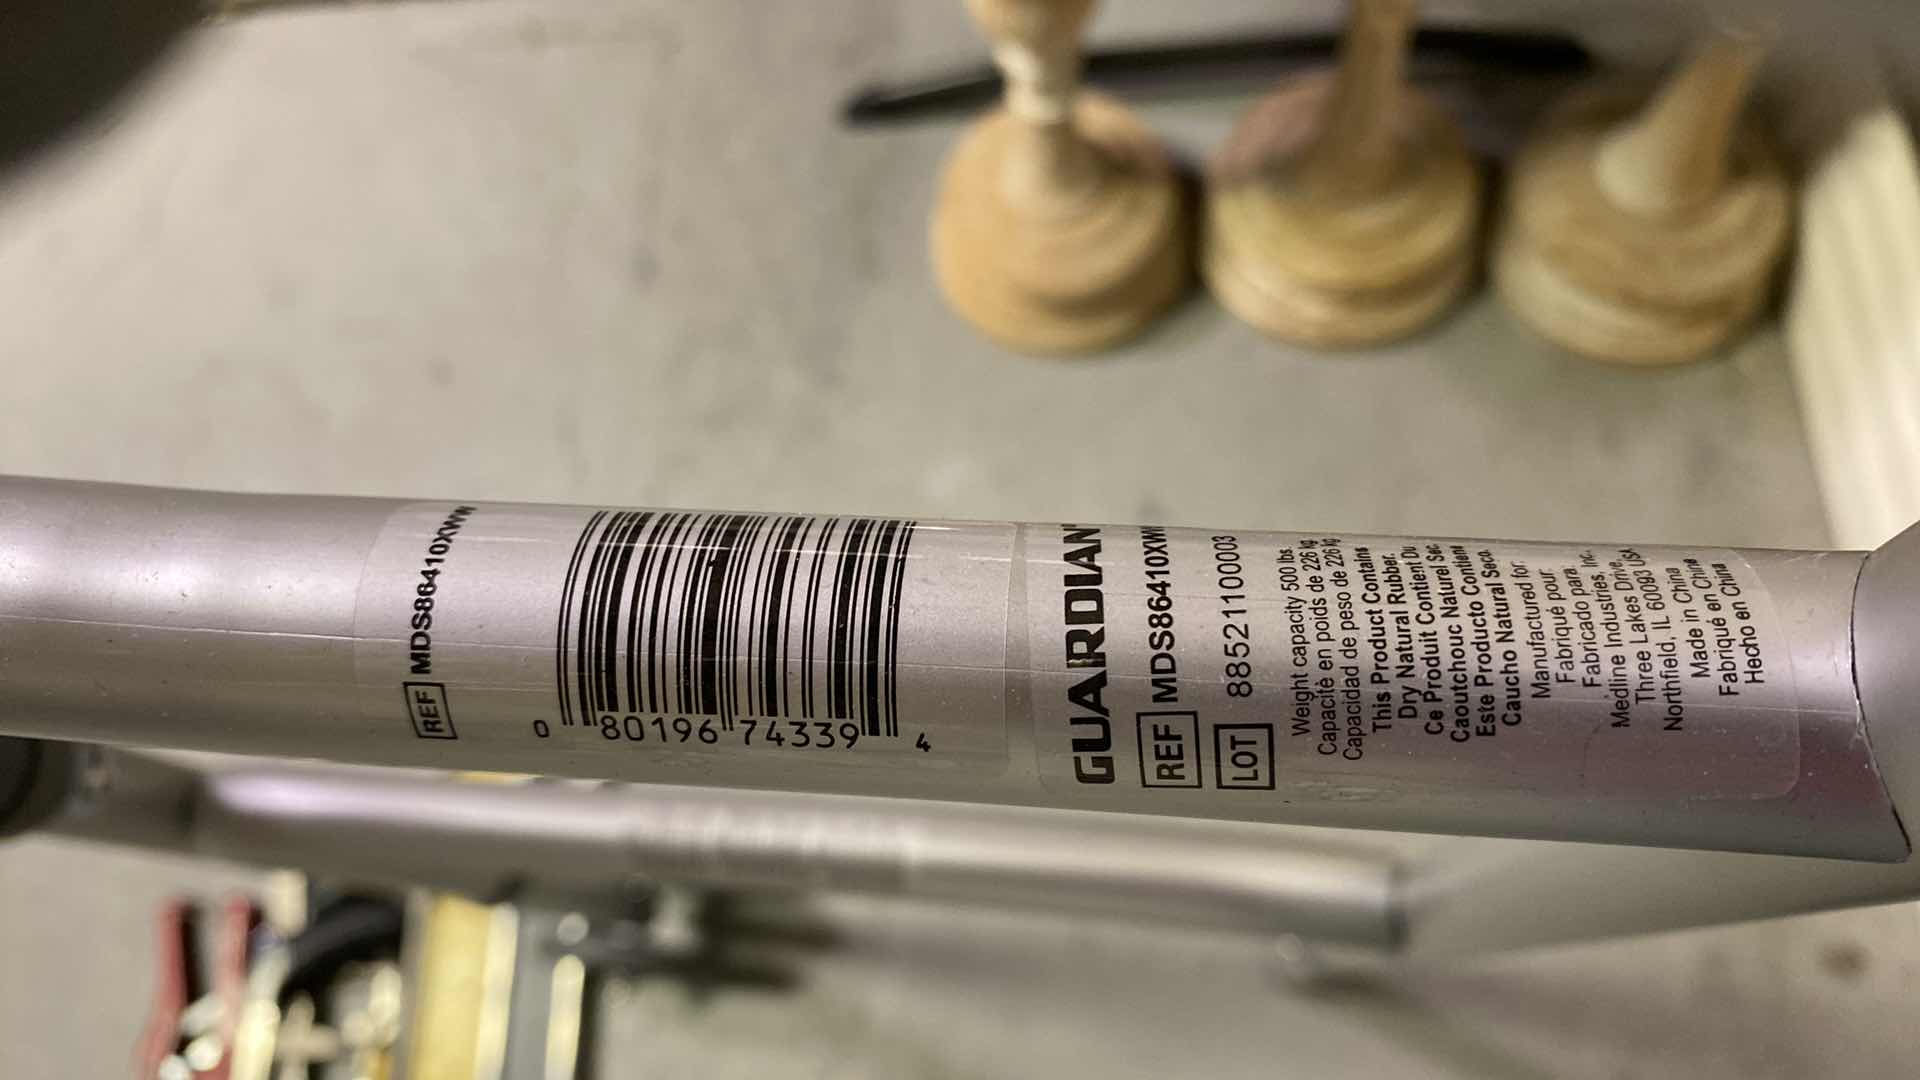 REF MDS86410XWW
0 80196 74339 4
GUARDIAN
REF MDS86410XWW
LOT 88521110003
Weight capacity 500 lbs.
Capacité en poids de 226 kg
Capacidad de peso de 226 kg
This Product Contains
Dry Natural Rubber.
Ce Produit Contient Du
Caoutchouc Naturel Sec.
Este Producto Contiene
Caucho Natural Seco.
Manufactured for
Fabriqué pour
Fabricado para
Medline Industries, Inc.
Three Lakes Drive,
Northfield, IL 60093 USA
Made in China
Fabriqué en China
Hecho en China